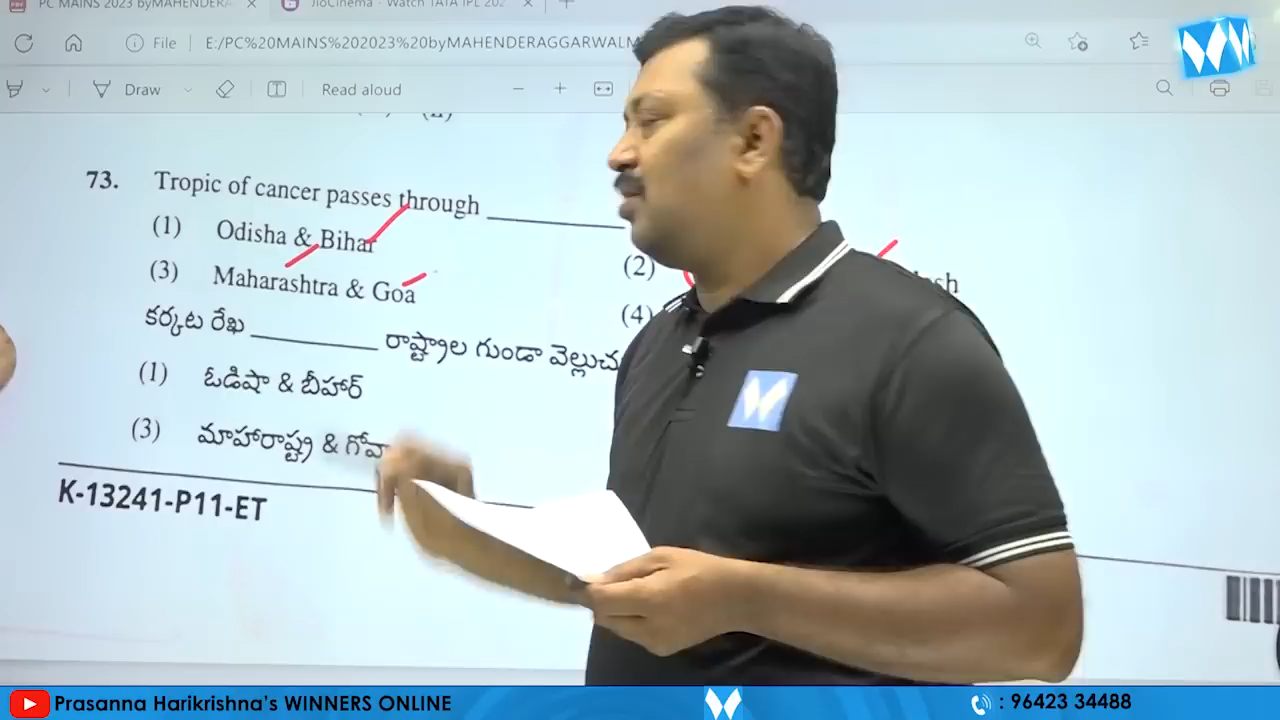 PC MAINS 2023 byMAHENDERA
JioCinema - Watch TATA IPL 202
File
E:/PC%20MAINS%202023%20byMAHENDERAGGARWALM
Draw
Read aloud
73. Tropic of cancer passes through
(1) Odisha & Bihar
(2)
(3) Maharashtra & Goa
(4)
కర్కట రేఖ రాష్ట్రాల గుండా వెల్లుచ
(1) ఓడిషా & బీహార్
(3) మాహారాష్ట్ర & గోవా
K-13241-P11-ET
Prasanna Harikrishna's WINNERS ONLINE
: 96423 34488